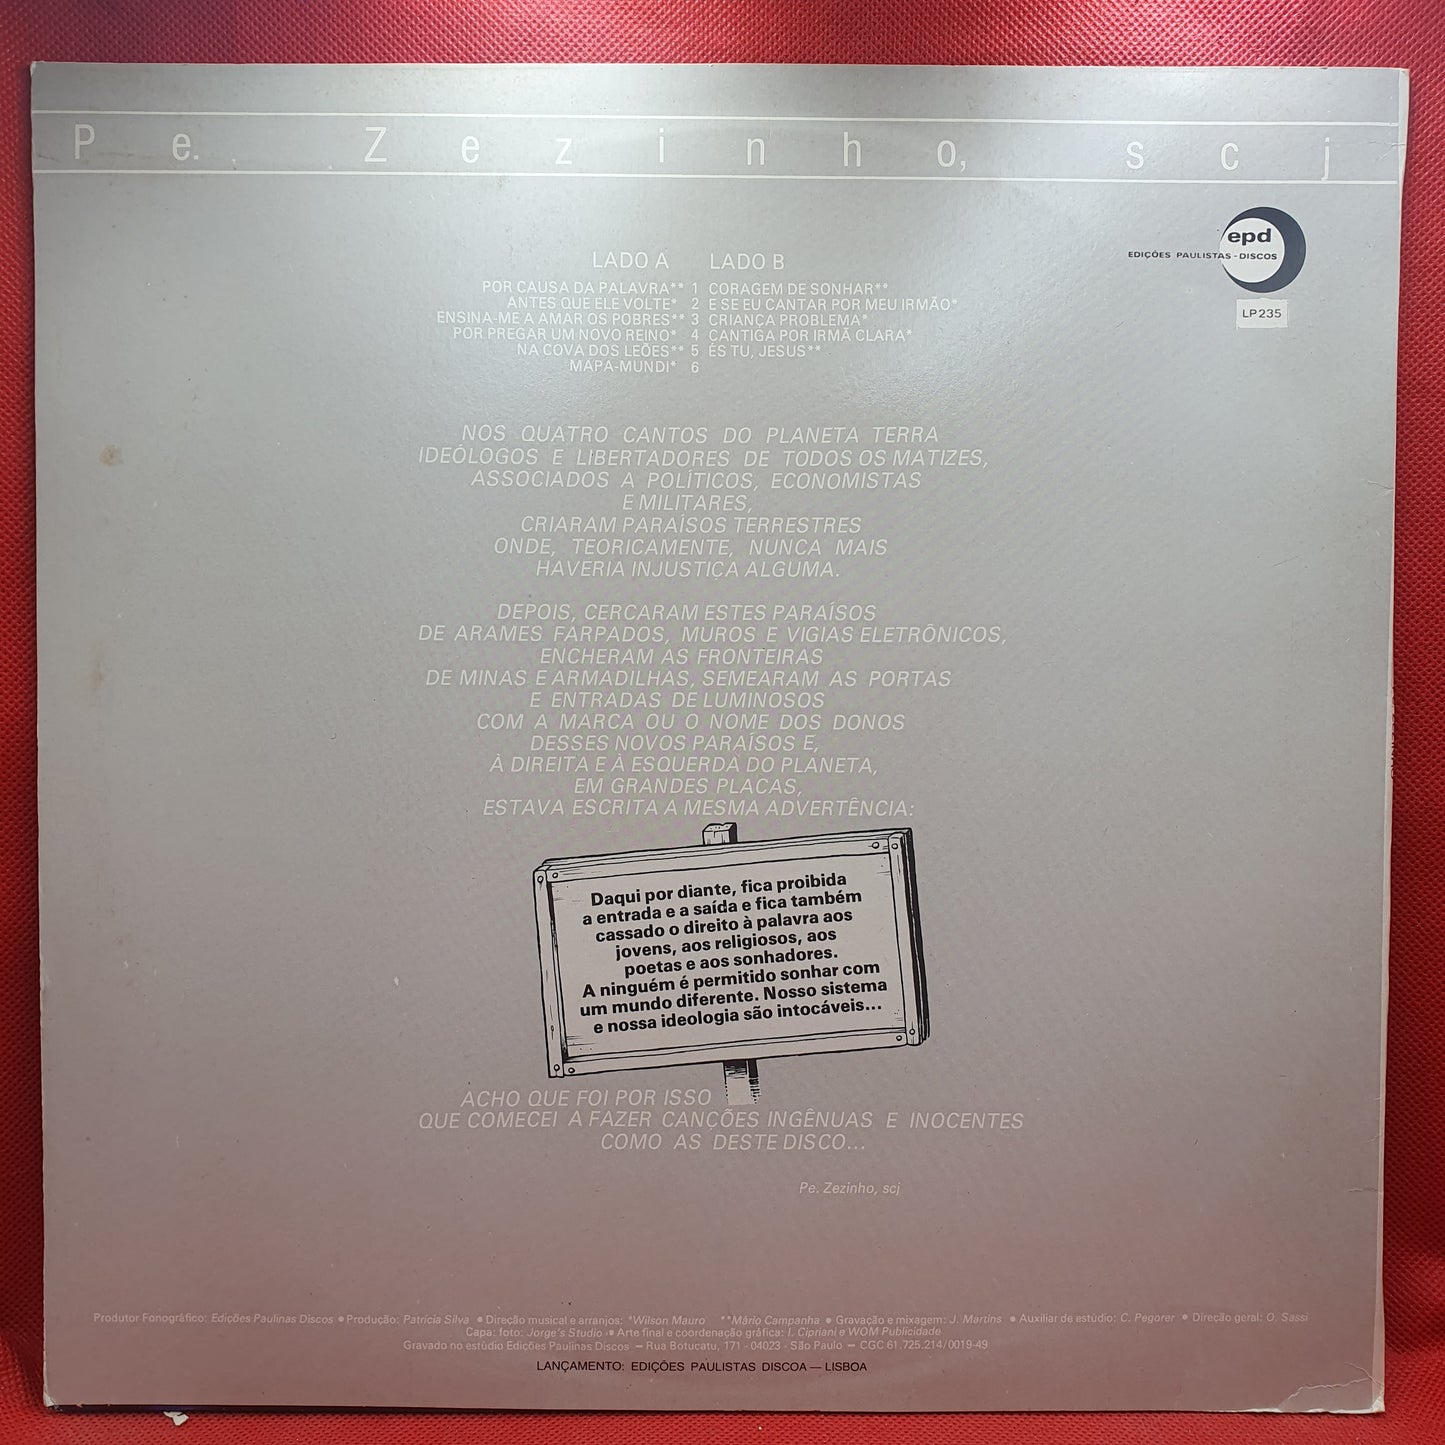 Pe. Zezinho, scj
epd
EDIÇÕES PAULISTAS - DISCOS
LP 235
LADO A LADO B
POR CAUSA DA PALAVRA** 1 CORAGEM DE SONHAR**
ANTES QUE ELE VOLTE* 2 E SE EU CANTAR POR MEU IRMÃO*
ENSINA-ME A AMAR OS POBRES** 3 CRIANÇA PROBLEMA*
POR PREGAR UM NOVO REINO* 4 CANTIGA POR IRMÃ CLARA*
NA COVA DOS LEÕES** 5 ÉS TU, JESUS**
MAPA-MUNDI* 6
NOS QUATRO CANTOS DO PLANETA TERRA
IDEÓLOGOS E LIBERTADORES DE TODOS OS MATIZES,
ASSOCIADOS A POLÍTICOS, ECONOMISTAS
E MILITARES,
CRIARAM PARAÍSOS TERRESTRES
ONDE, TEORICAMENTE, NUNCA MAIS
HAVERIA INJUSTIÇA ALGUMA.
DEPOIS, CERCARAM ESTES PARAÍSOS
DE ARAMES FARPADOS, MUROS E VIGIAS ELETRÔNICOS,
ENCHERAM AS FRONTEIRAS
DE MINAS E ARMADILHAS, SEMEARAM AS PORTAS
E ENTRADAS DE LUMINOSOS
COM A MARCA OU O NOME DOS DONOS
DESSES NOVOS PARAÍSOS E,
À DIREITA E À ESQUERDA DO PLANETA,
EM GRANDES PLACAS,
ESTAVA ESCRITA A MESMA ADVERTÊNCIA:
Daqui por diante, fica proibida
a entrada e a saída e fica também
cassado o direito à palavra aos
jovens, aos religiosos, aos
poetas e aos sonhadores.
A ninguém é permitido sonhar com
um mundo diferente. Nosso sistema
e nossa ideologia são intocáveis...
ACHO QUE FOI POR ISSO
QUE COMECEI A FAZER CANÇÕES INGÊNUAS E INOCENTES
COMO AS DESTE DISCO...
Pe. Zezinho, scj
Produtor Fonográfico: Edições Paulinas Discos ● Produção: Patrícia Silva ● Direção musical e arranjos: *Wilson Mauro **Mário Campanha ● Gravação e mixagem: J. Martins ● Auxiliar de estúdio: C. Pegorer ● Direção geral: O. Sassi
Capa: foto: Jorge's Studio ● Arte final e coordenação gráfica: I. Cipriani e WOM Publicidade
Gravado no estúdio Edições Paulinas Discos — Rua Botucatu, 171 - 04023 - São Paulo — CGC 61.725.214/0019-49
LANÇAMENTO: EDIÇÕES PAULISTAS DISCOA — LISBOA